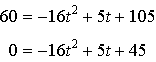 60 = −16t² + 5t + 105
0 = −16t² + 5t + 45